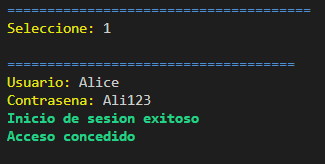 ======================================
Seleccione: 1
====================================
Usuario: Alice
Contrasena: Ali123
Inicio de sesion exitoso
Acceso concedido